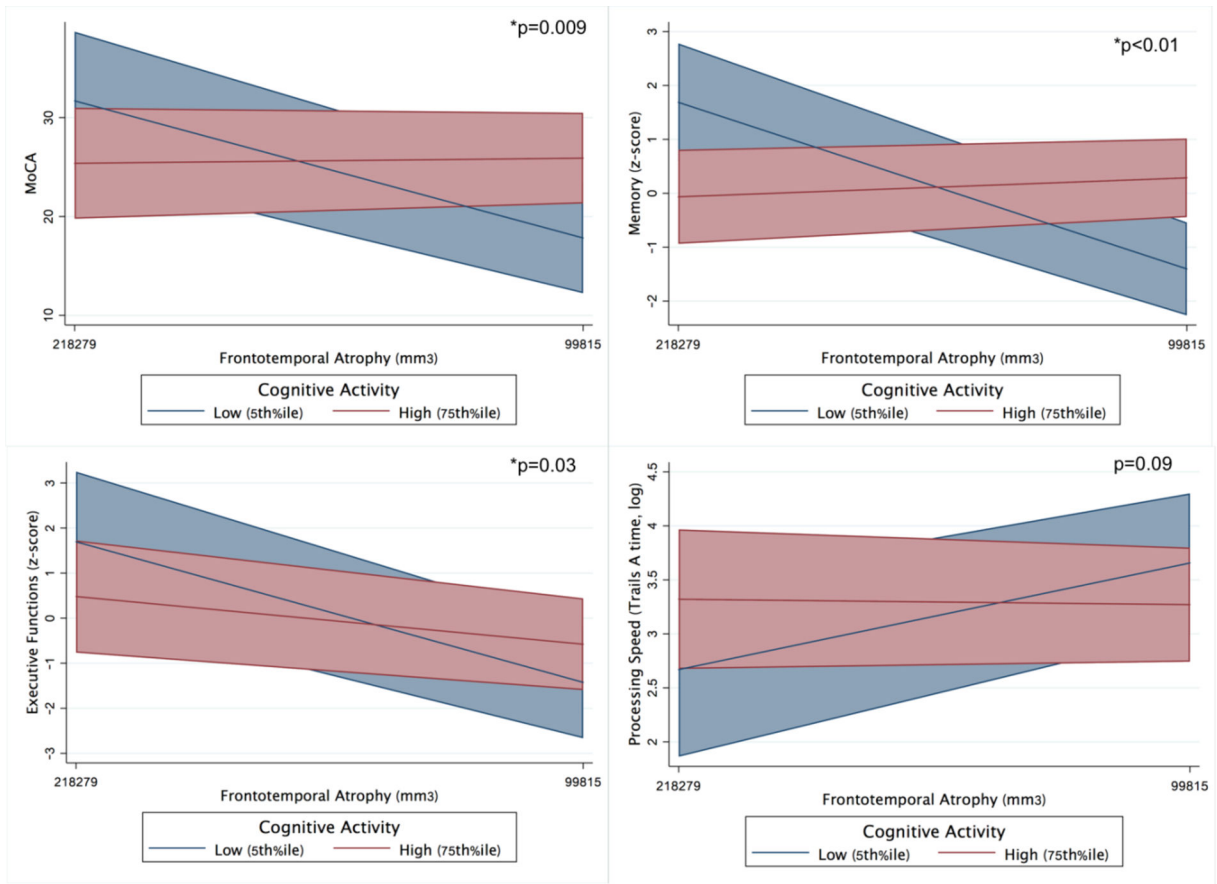 *p=0.009
MoCA
30
20
10
218279
99815
Frontotemporal Atrophy (mm3)
Cognitive Activity
Low (5th%ile) High (75th%ile)
*p<0.01
Memory (z-score)
3
2
1
0
-1
-2
218279
99815
Frontotemporal Atrophy (mm3)
Cognitive Activity
Low (5th%ile) High (75th%ile)
*p=0.03
Executive Functions (z-score)
3
2
1
0
-1
-2
-3
218279
99815
Frontotemporal Atrophy (mm3)
Cognitive Activity
Low (5th%ile) High (75th%ile)
p=0.09
Processing Speed (Trails A time, log)
4.5
4
3.5
3
2.5
2
218279
99815
Frontotemporal Atrophy (mm3)
Cognitive Activity
Low (5th%ile) High (75th%ile)